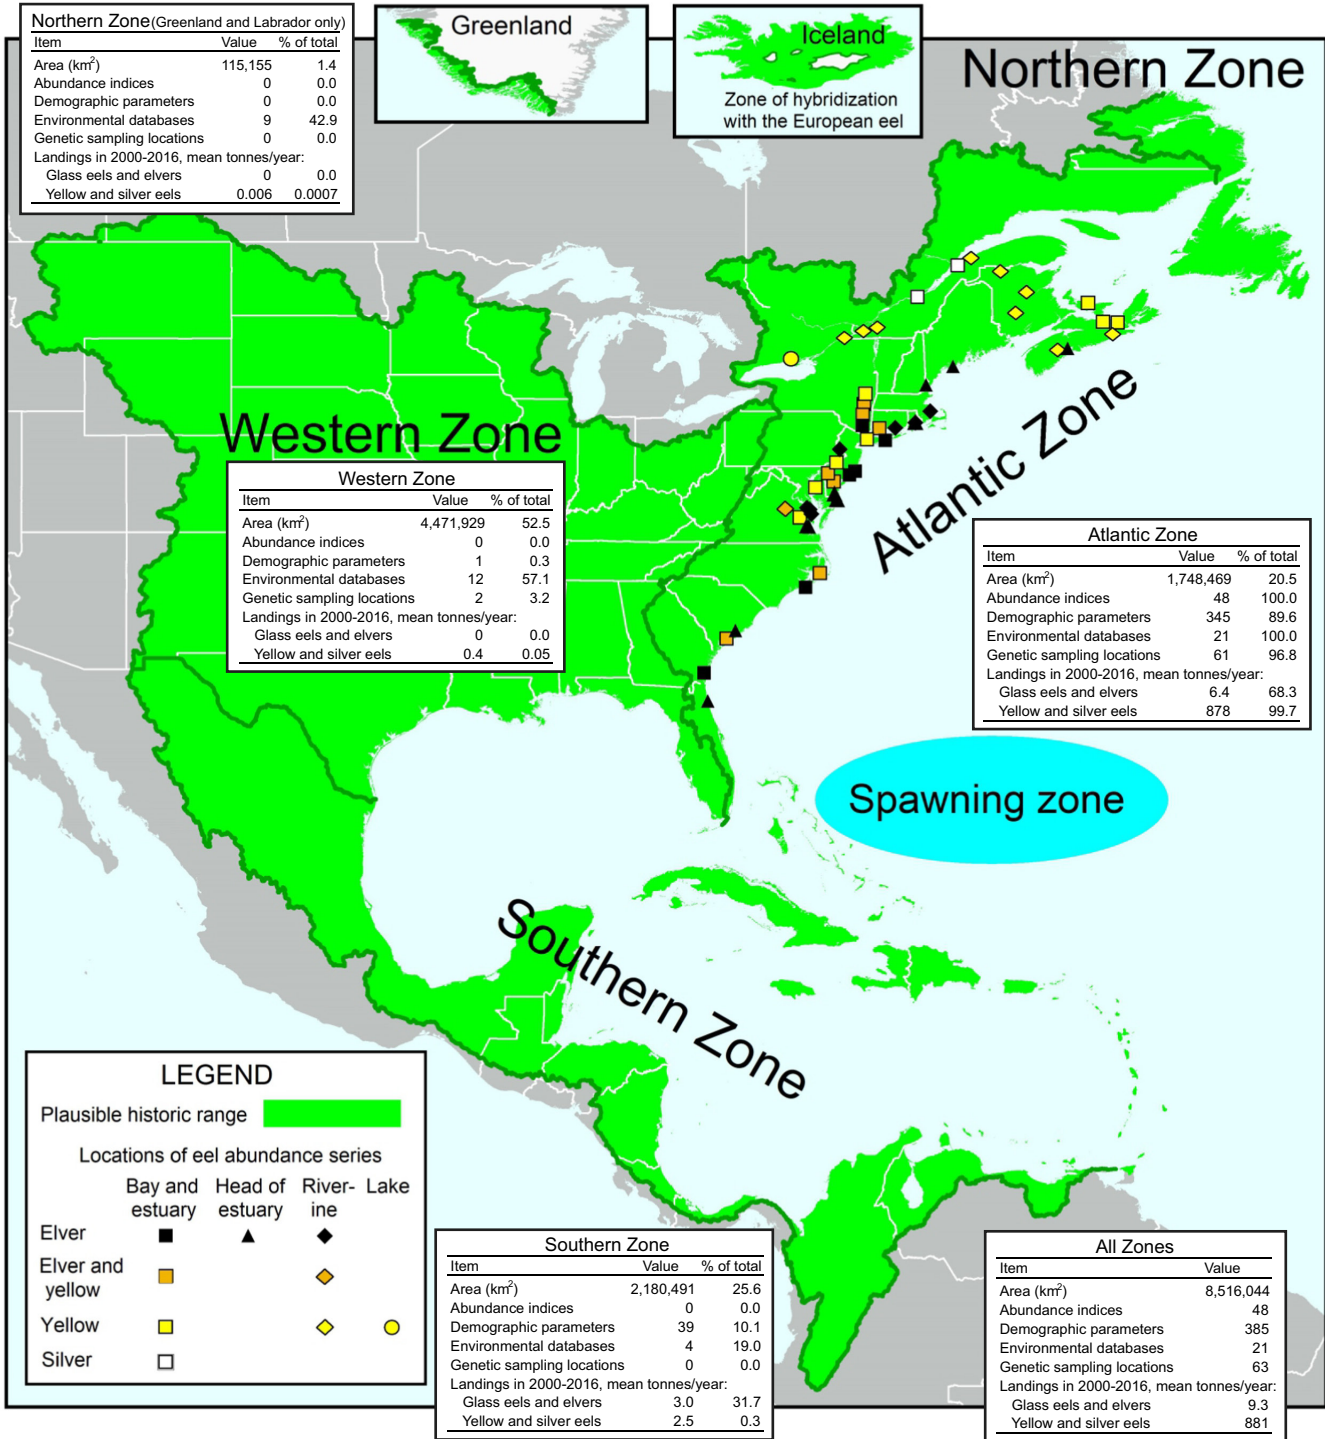 Northern Zone (Greenland and Labrador only)
Item Value % of total
Area (km²) 115,155 1.4
Abundance indices 0 0.0
Demographic parameters 0 0.0
Environmental databases 9 42.9
Genetic sampling locations 0 0.0
Landings in 2000-2016, mean tonnes/year:
Glass eels and elvers 0 0.0
Yellow and silver eels 0.006 0.0007
Greenland
Iceland
Zone of hybridization
with the European eel
Northern Zone
Western Zone
Western Zone
Item Value % of total
Area (km²) 4,471,929 52.5
Abundance indices 0 0.0
Demographic parameters 1 0.3
Environmental databases 12 57.1
Genetic sampling locations 2 3.2
Landings in 2000-2016, mean tonnes/year:
Glass eels and elvers 0 0.0
Yellow and silver eels 0.4 0.05
Atlantic Zone
Atlantic Zone
Item Value % of total
Area (km²) 1,748,469 20.5
Abundance indices 48 100.0
Demographic parameters 345 89.6
Environmental databases 21 100.0
Genetic sampling locations 61 96.8
Landings in 2000-2016, mean tonnes/year:
Glass eels and elvers 6.4 68.3
Yellow and silver eels 878 99.7
Spawning zone
Southern Zone
LEGEND
Plausible historic range
Locations of eel abundance series
Bay and Head of River- Lake
estuary estuary ine
Elver
Elver and
yellow
Yellow
Silver
Southern Zone
Item Value % of total
Area (km²) 2,180,491 25.6
Abundance indices 0 0.0
Demographic parameters 39 10.1
Environmental databases 4 19.0
Genetic sampling locations 0 0.0
Landings in 2000-2016, mean tonnes/year:
Glass eels and elvers 3.0 31.7
Yellow and silver eels 2.5 0.3
All Zones
Item Value
Area (km²) 8,516,044
Abundance indices 48
Demographic parameters 385
Environmental databases 21
Genetic sampling locations 63
Landings in 2000-2016, mean tonnes/year:
Glass eels and elvers 9.3
Yellow and silver eels 881